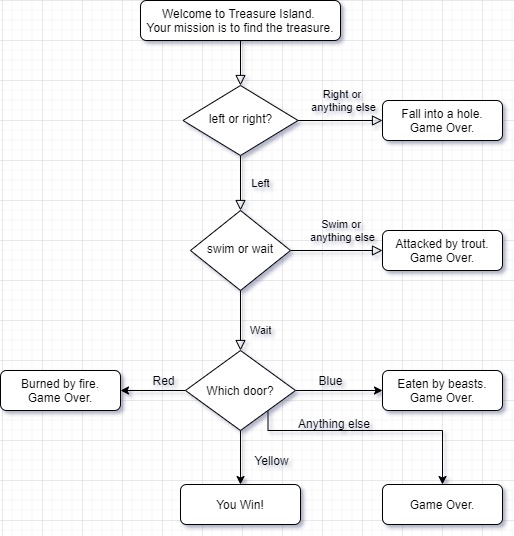 Welcome to Treasure Island.
Your mission is to find the treasure.
left or right?
Right or
anything else
Fall into a hole.
Game Over.
Left
swim or wait
Swim or
anything else
Attacked by trout.
Game Over.
Wait
Burned by fire.
Game Over.
Red
Which door?
Blue
Eaten by beasts.
Game Over.
Anything else
Yellow
You Win!
Game Over.